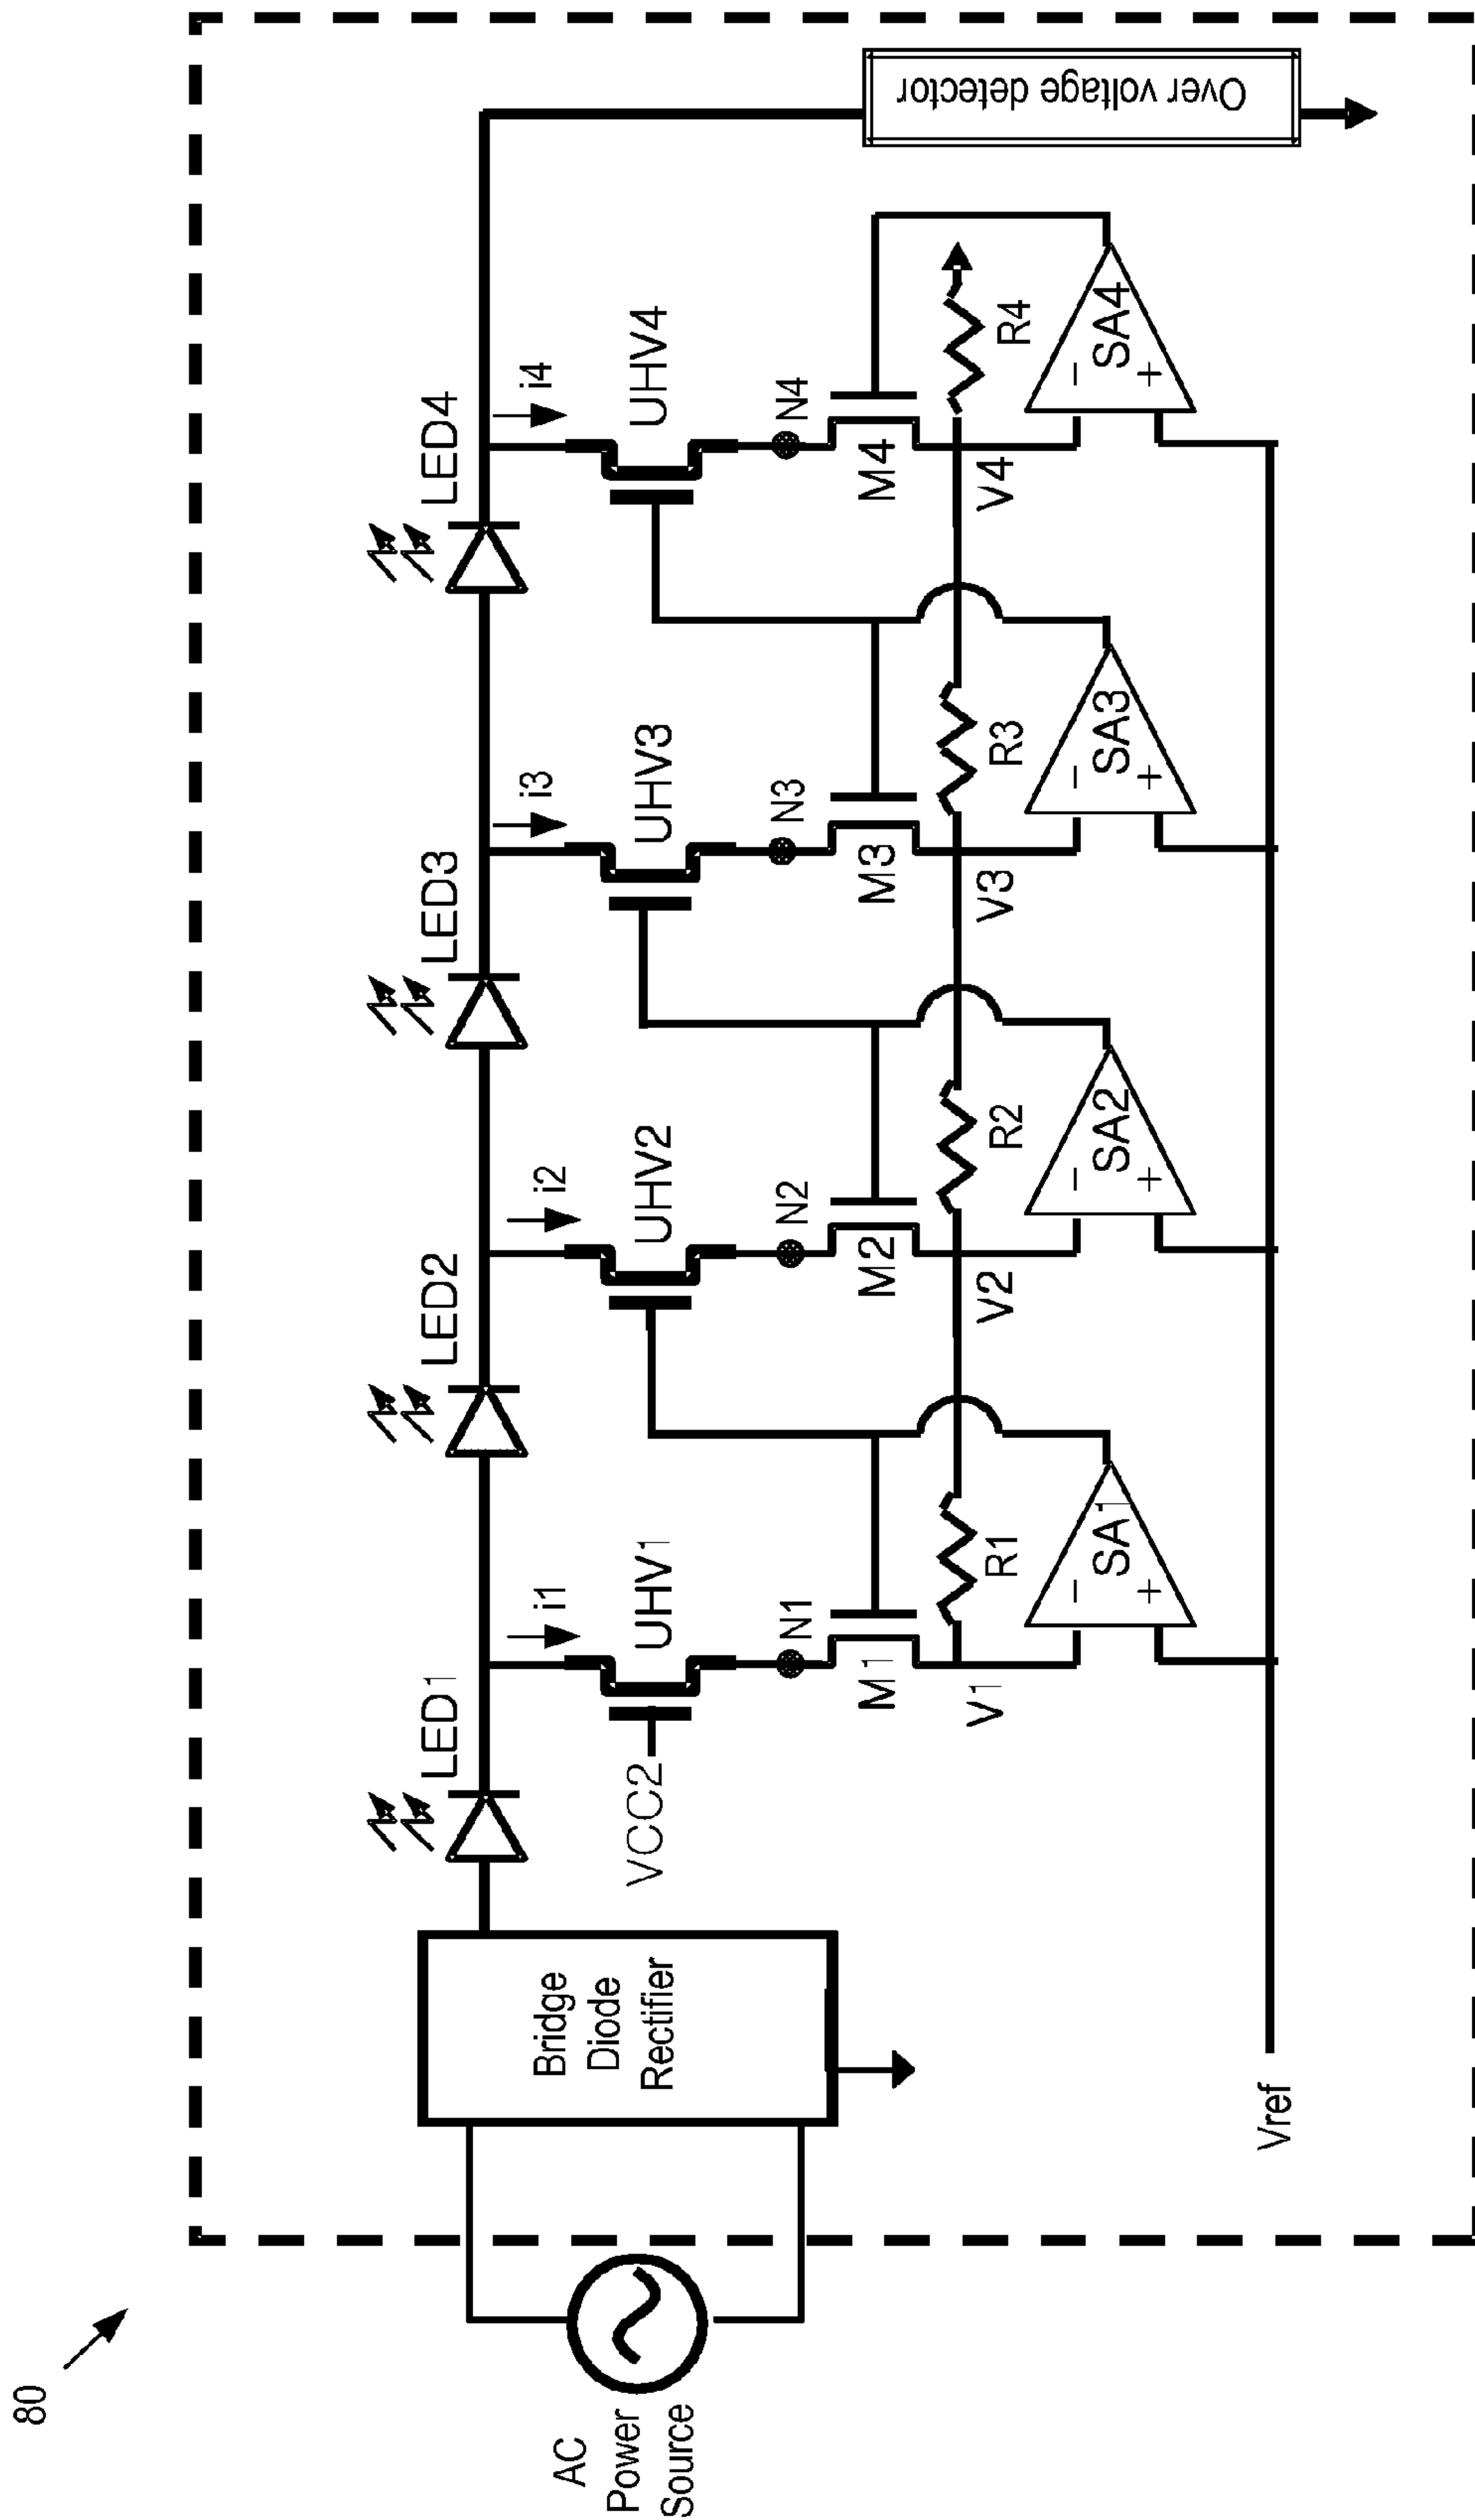 80
AC
Power
Source
Bridge
Diode
Rectifier
LED1
LED2
LED3
LED4
i1
i2
i3
i4
VCC2
UHV1
UHV2
UHV3
UHV4
N1
N2
N3
N4
M1
M2
M3
M4
V1
V2
V3
V4
R1
R2
R3
R4
− SA1 +
− SA2 +
− SA3 +
− SA4 +
Vref
Over voltage detector